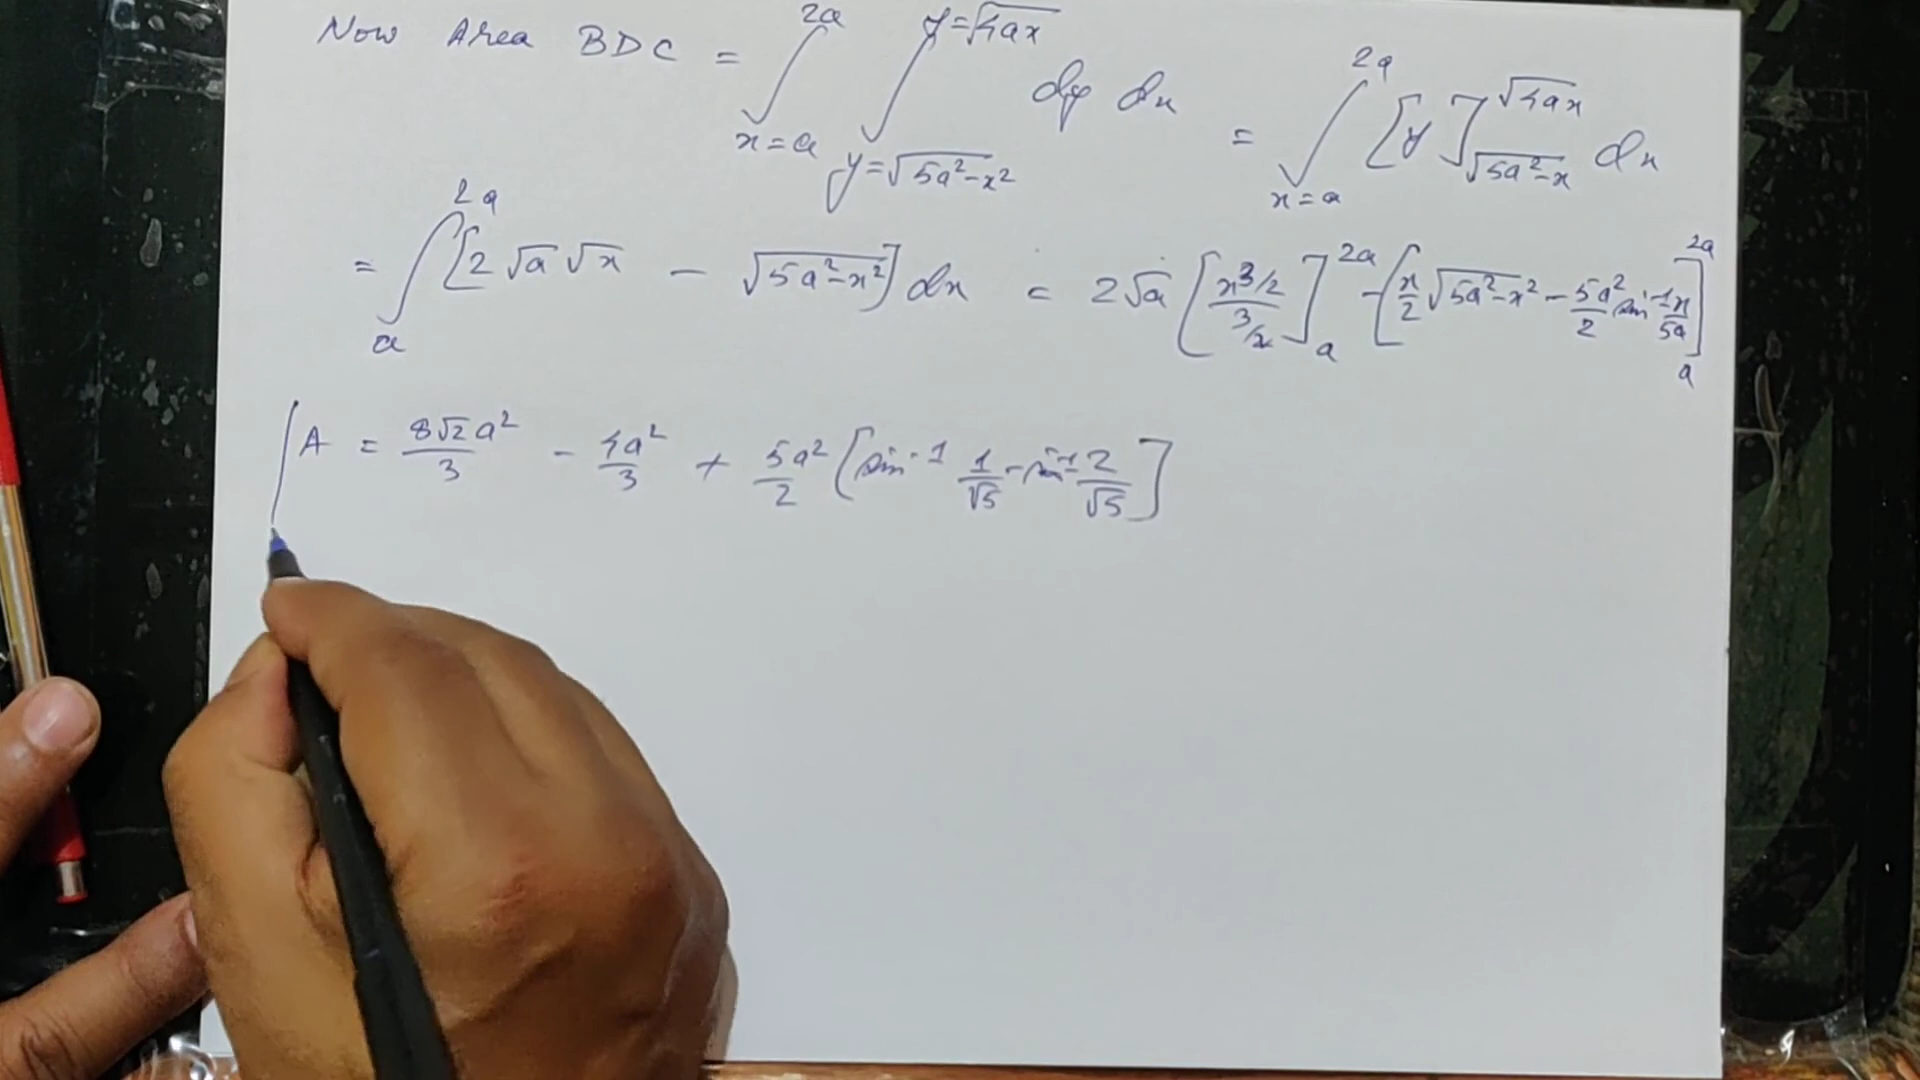 Now Area BDC = ∫_{x=a}^{2a} ∫_{y=√(5a²-x²)}^{y=√(4ax)} dy dx = ∫_{x=a}^{2a} [y]_{√(5a²-x)}^{√(4ax)} dx
= ∫_a^{2a} [2√a√x - √(5a²-x²)] dx = 2√a [x^{3/2} / 3/2]_a^{2a} - [x/2 √(5a²-x²) - 5a²/2 sin⁻¹ x/5a]_a^{2a}
A = 8√2a²/3 - 4a²/3 + 5a²/2 [sin⁻¹ 1/√5 - sin⁻¹ 2/√5]